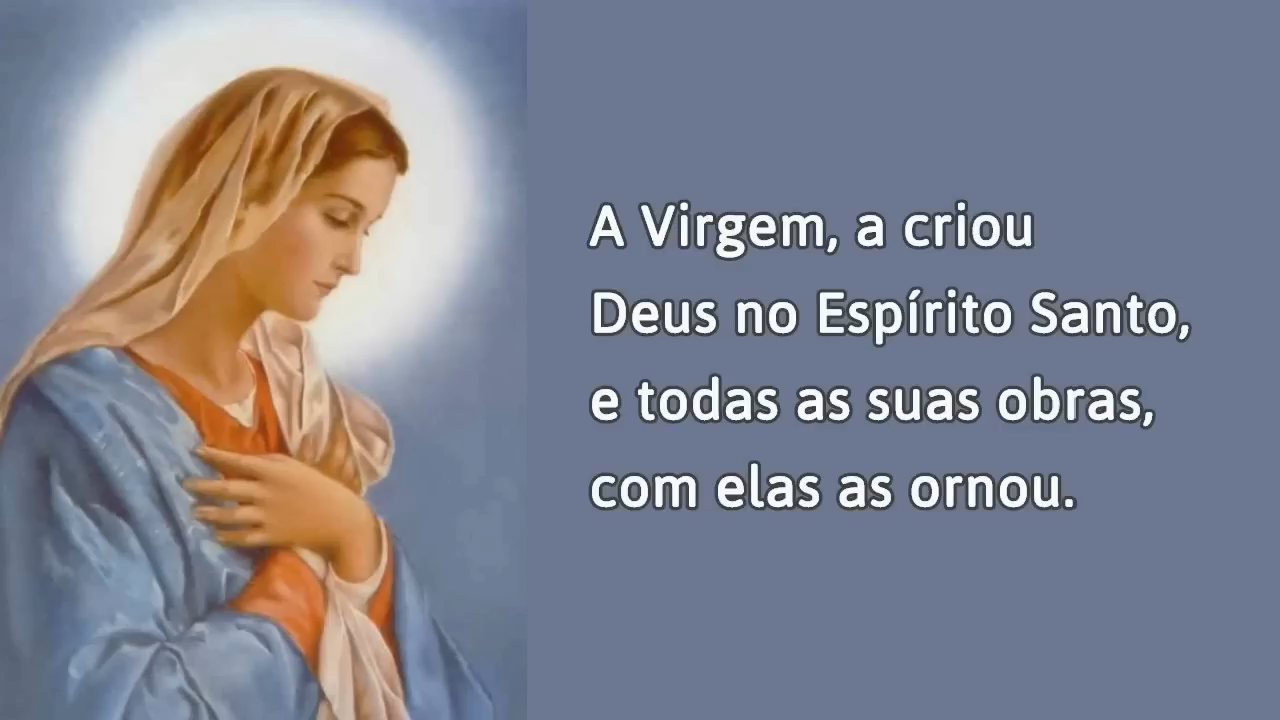 A Virgem, a criou
Deus no Espírito Santo,
e todas as suas obras,
com elas as ornou.